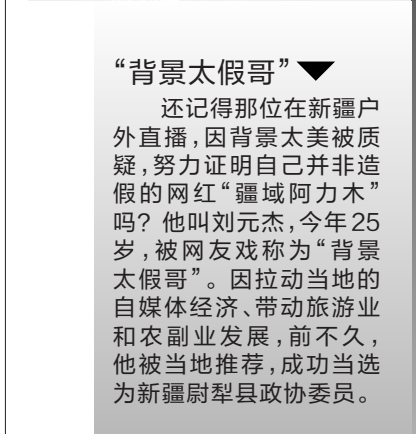 “背景太假哥”▼
还记得那位在新疆户
外直播,因背景太美被质
疑,努力证明自己并非造
假的网红“疆域阿力木”
吗? 他叫刘元杰,今年25
岁,被网友戏称为“背景
太假哥”。因拉动当地的
自媒体经济、带动旅游业
和农副业发展,前不久,
他被当地推荐,成功当选
为新疆尉犁县政协委员。